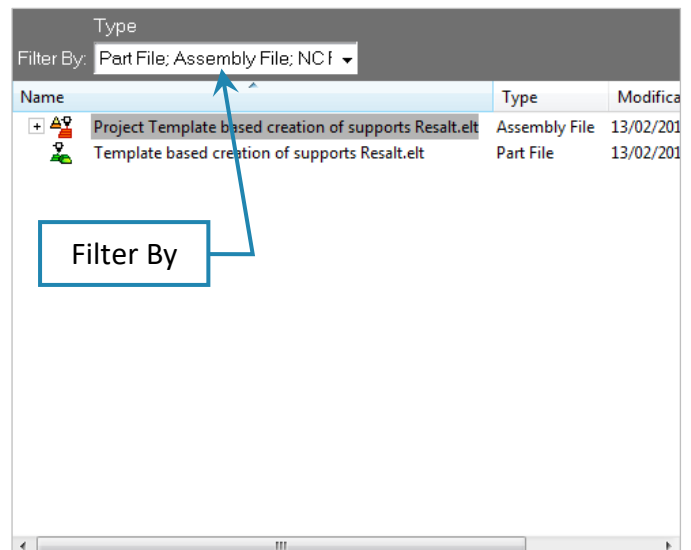 Type
Filter By: Part File; Assembly File; NC F
Name Type Modifica
Project Template based creation of supports Resalt.elt Assembly File 13/02/201
Template based creation of supports Resalt.elt Part File 13/02/201
Filter By